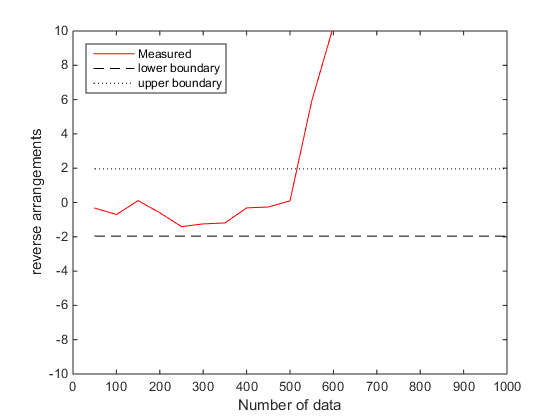 10
8
6
4
2
0
-2
-4
-6
-8
-10
reverse arrangements
Measured
lower boundary
upper boundary
0 100 200 300 400 500 600 700 800 900 1000
Number of data